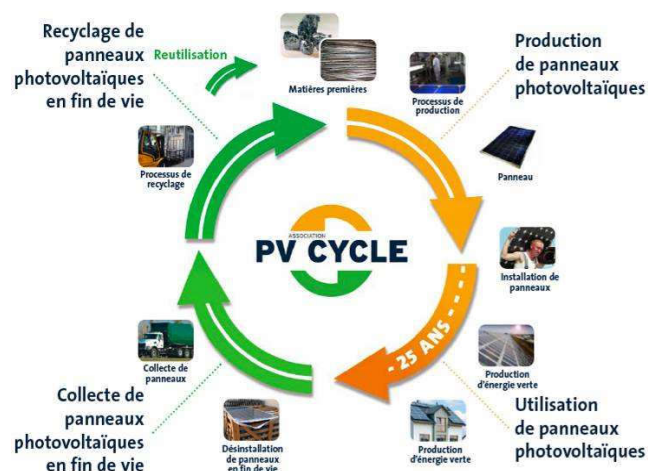 Recyclage de
panneaux
photovoltaïques
en fin de vie
Reutilisation
Matières premières
Processus de
production
Production
de panneaux
photovoltaïques
Panneau
Processus de
recyclage
ASSOCIATION
PV CYCLE
Installation de
panneaux
- 25 ANS -
Collecte de
panneaux
Production
d'énergie verte
Collecte de
panneaux
photovoltaïques
en fin de vie
Désinstallation
de panneaux
en fin de vie
Production
d'énergie verte
Utilisation
de panneaux
photovoltaïques